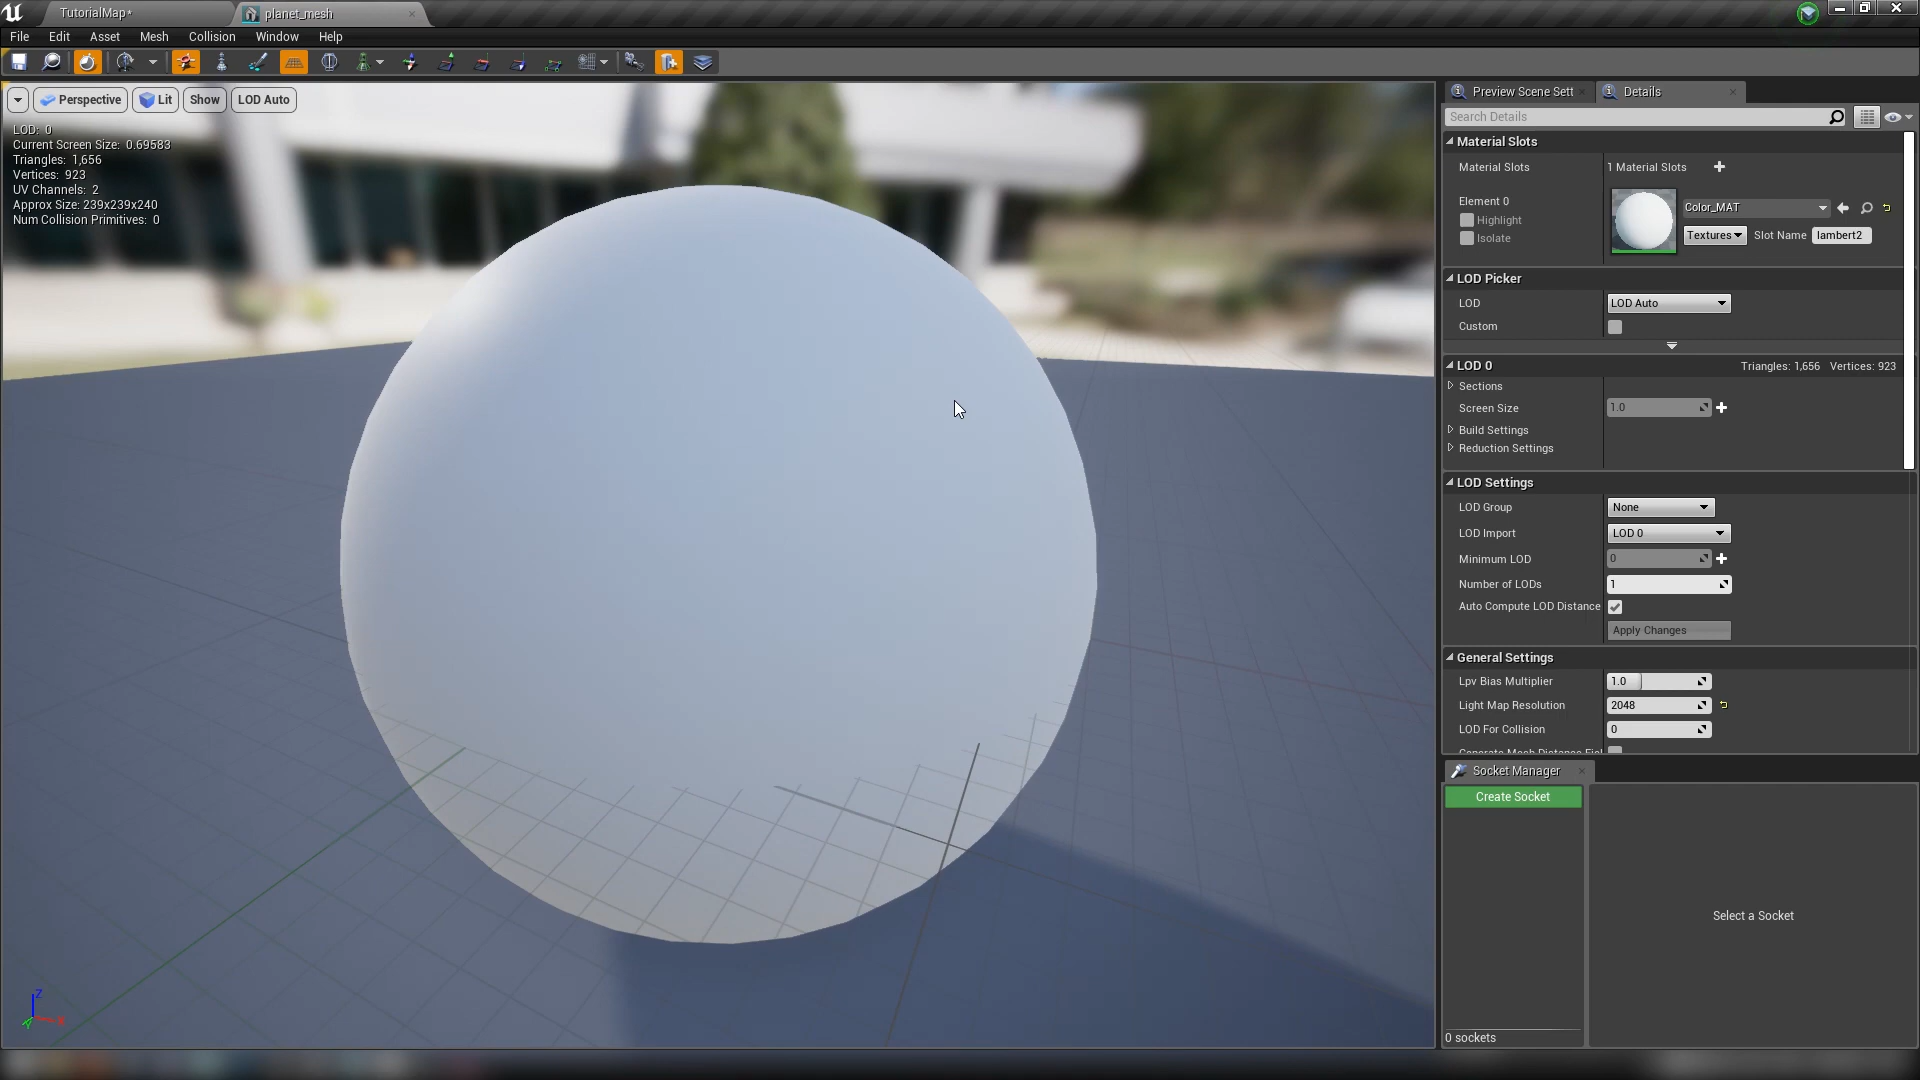 TutorialMap*
planet_mesh
File Edit Asset Mesh Collision Window Help
Perspective Lit Show LOD Auto
LOD: 0
Current Screen Size: 0.69583
Triangles: 1,656
Vertices: 923
UV Channels: 2
Approx Size: 239x239x240
Num Collision Primitives: 0
Z
Preview Scene Sett
Details
Search Details
Material Slots
Material Slots 1 Material Slots
Element 0
Highlight
Isolate
Color_MAT
Textures Slot Name lambert2
LOD Picker
LOD LOD Auto
Custom
LOD 0 Triangles: 1,656 Vertices: 923
Sections
Screen Size 1.0
Build Settings
Reduction Settings
LOD Settings
LOD Group None
LOD Import LOD 0
Minimum LOD 0
Number of LODs 1
Auto Compute LOD Distance
Apply Changes
General Settings
Lpv Bias Multiplier 1.0
Light Map Resolution 2048
LOD For Collision 0
Generate Mesh Distance Fiel
Socket Manager
Create Socket
Select a Socket
0 sockets